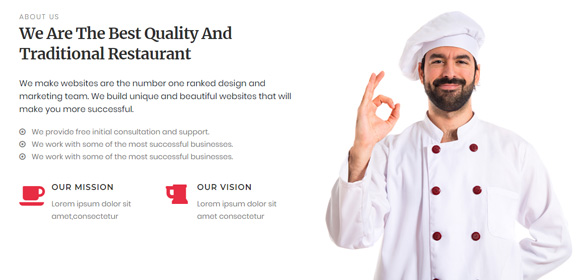 ABOUT US
We Are The Best Quality And
Traditional Restaurant
We make websites are the number one ranked design and
marketing team. We build unique and beautiful websites that will
make you more successful.
We provide free initial consultation and support.
We work with some of the most successful businesses.
We work with some of the most successful businesses.
OUR MISSION
Lorem ipsum dolor sit
amet,consectetur
OUR VISION
Lorem ipsum dolor sit
amet consectetur